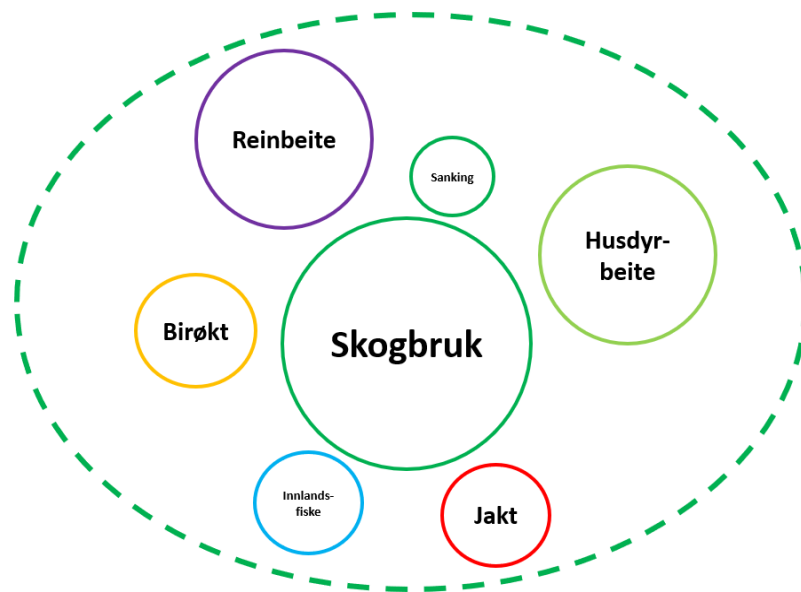 Reinbeite
Sanking
Husdyr-
beite
Birøkt
Skogbruk
Innlands-
fiske
Jakt